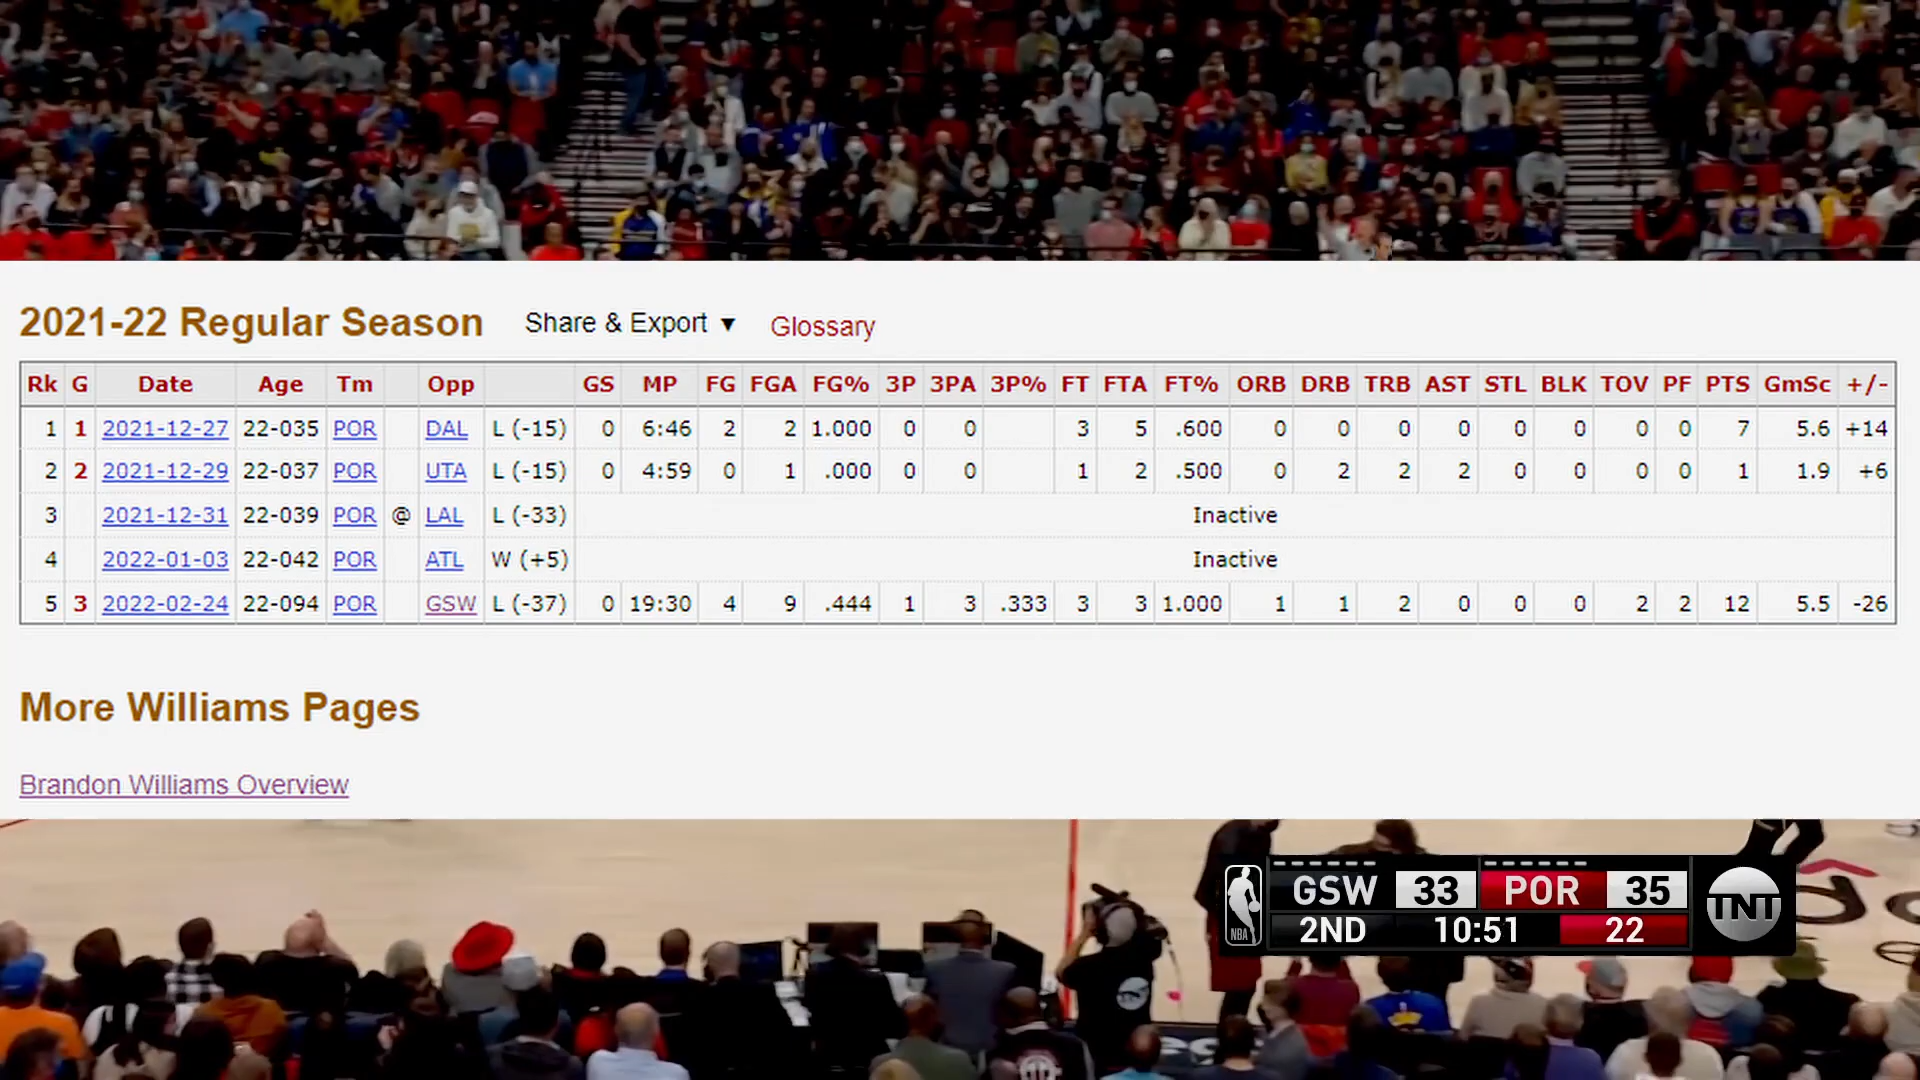 2021-22 Regular Season Share & Export ▼ Glossary
Rk G Date Age Tm Opp GS MP FG FGA FG% 3P 3PA 3P% FT FTA FT% ORB DRB TRB AST STL BLK TOV PF PTS GmSc +/-
1 1 2021-12-27 22-035 POR DAL L (-15) 0 6:46 2 2 1.000 0 0 3 5 .600 0 0 0 0 0 0 0 0 7 5.6 +14
2 2 2021-12-29 22-037 POR UTA L (-15) 0 4:59 0 1 .000 0 0 1 2 .500 0 2 2 2 0 0 0 0 1 1.9 +6
3 2021-12-31 22-039 POR @ LAL L (-33) Inactive
4 2022-01-03 22-042 POR ATL W (+5) Inactive
5 3 2022-02-24 22-094 POR GSW L (-37) 0 19:30 4 9 .444 1 3 .333 3 3 1.000 1 1 2 0 0 0 2 2 12 5.5 -26
More Williams Pages
Brandon Williams Overview
NBA GSW 33 POR 35 TNT
2ND 10:51 22